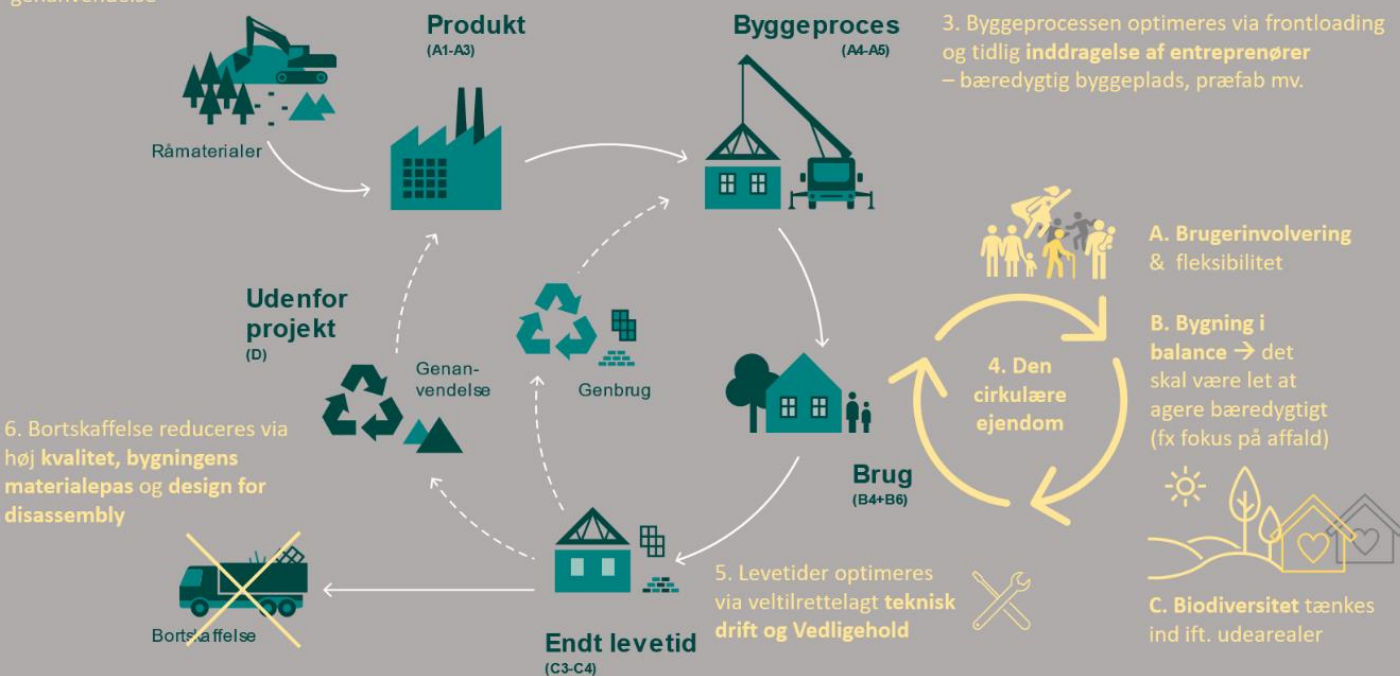 genanvendelse
Produkt
(A1-A3)
Byggeproces
(A4-A5)
3. Byggeprocessen optimeres via frontloading
og tidlig inddragelse af entreprenører
– bæredygtig byggeplads, præfab mv.
Råmaterialer
A. Brugerinvolvering
& fleksibilitet
Udenfor
projekt
(D)
Genan-
vendelse
Genbrug
4. Den
cirkulære
ejendom
B. Bygning i
balance → det
skal være let at
agere bæredygtigt
(fx fokus på affald)
6. Bortskaffelse reduceres via
høj kvalitet, bygningens
materialepas og design for
disassembly
Brug
(B4+B6)
Bortskaffelse
5. Levetider optimeres
via veltilrettelagt teknisk
drift og Vedligehold
C. Biodiversitet tænkes
ind ift. udearealer
Endt levetid
(C3-C4)